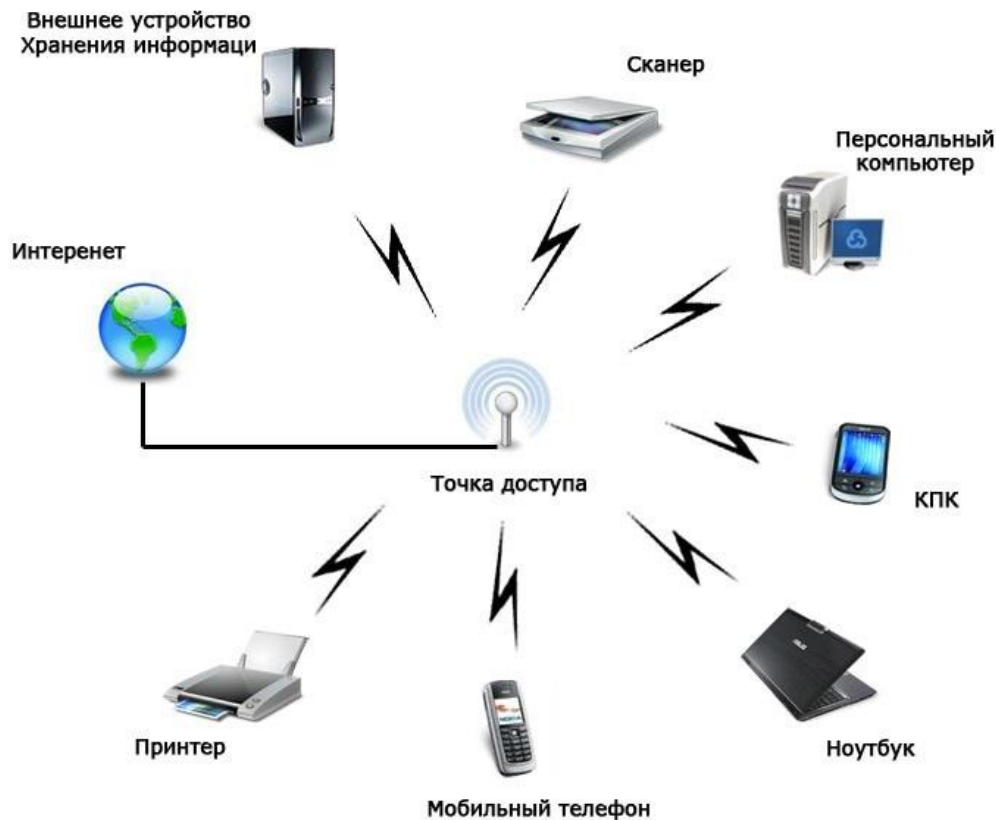 Внешнее устройство
Хранения информаци
Сканер
Персональный
компьютер
Интеренет
Точка доступа
КПК
Принтер
Ноутбук
Мобильный телефон